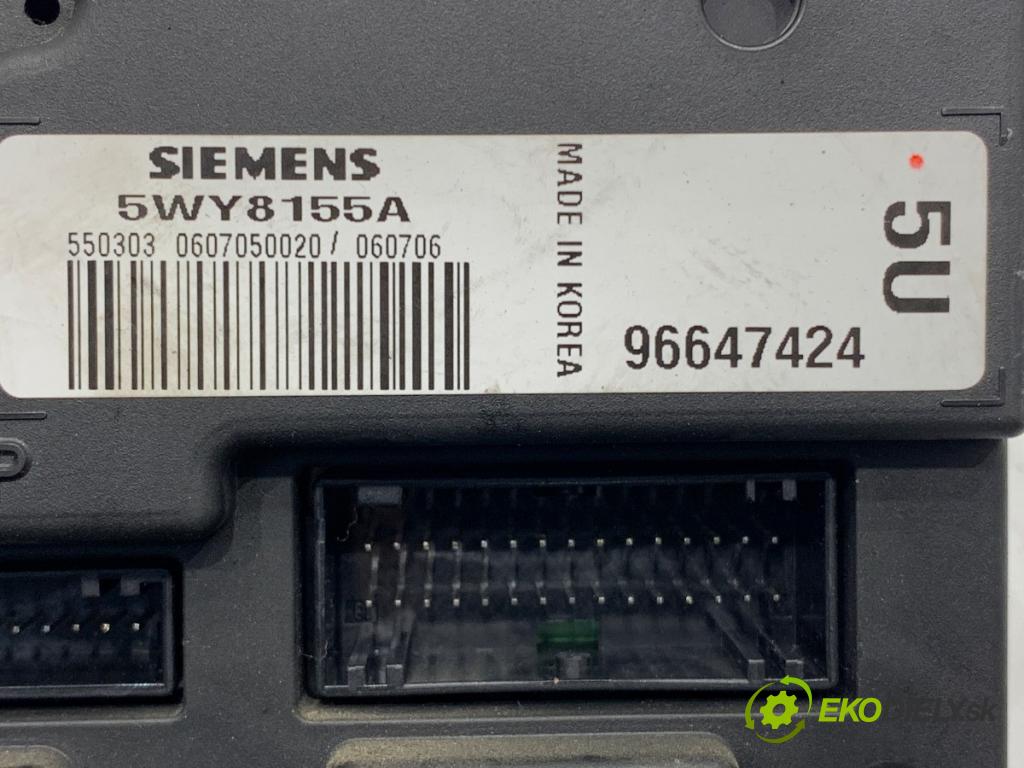 SIEMENS
5WY8155A
550303 0607050020/ 060706
MADE IN KOREA
5U
96647424
EKODIELY.sk